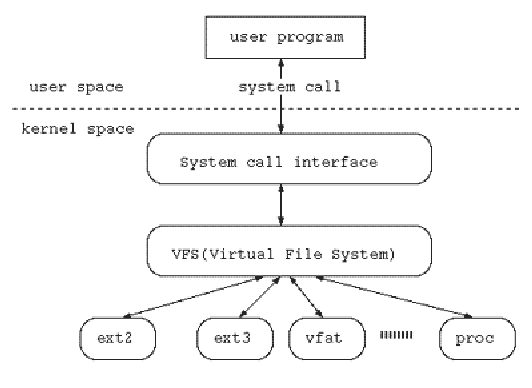 user program
user space
system call
kernel space
System call interface
VFS(Virtual File System)
ext2
ext3
vfat
proc